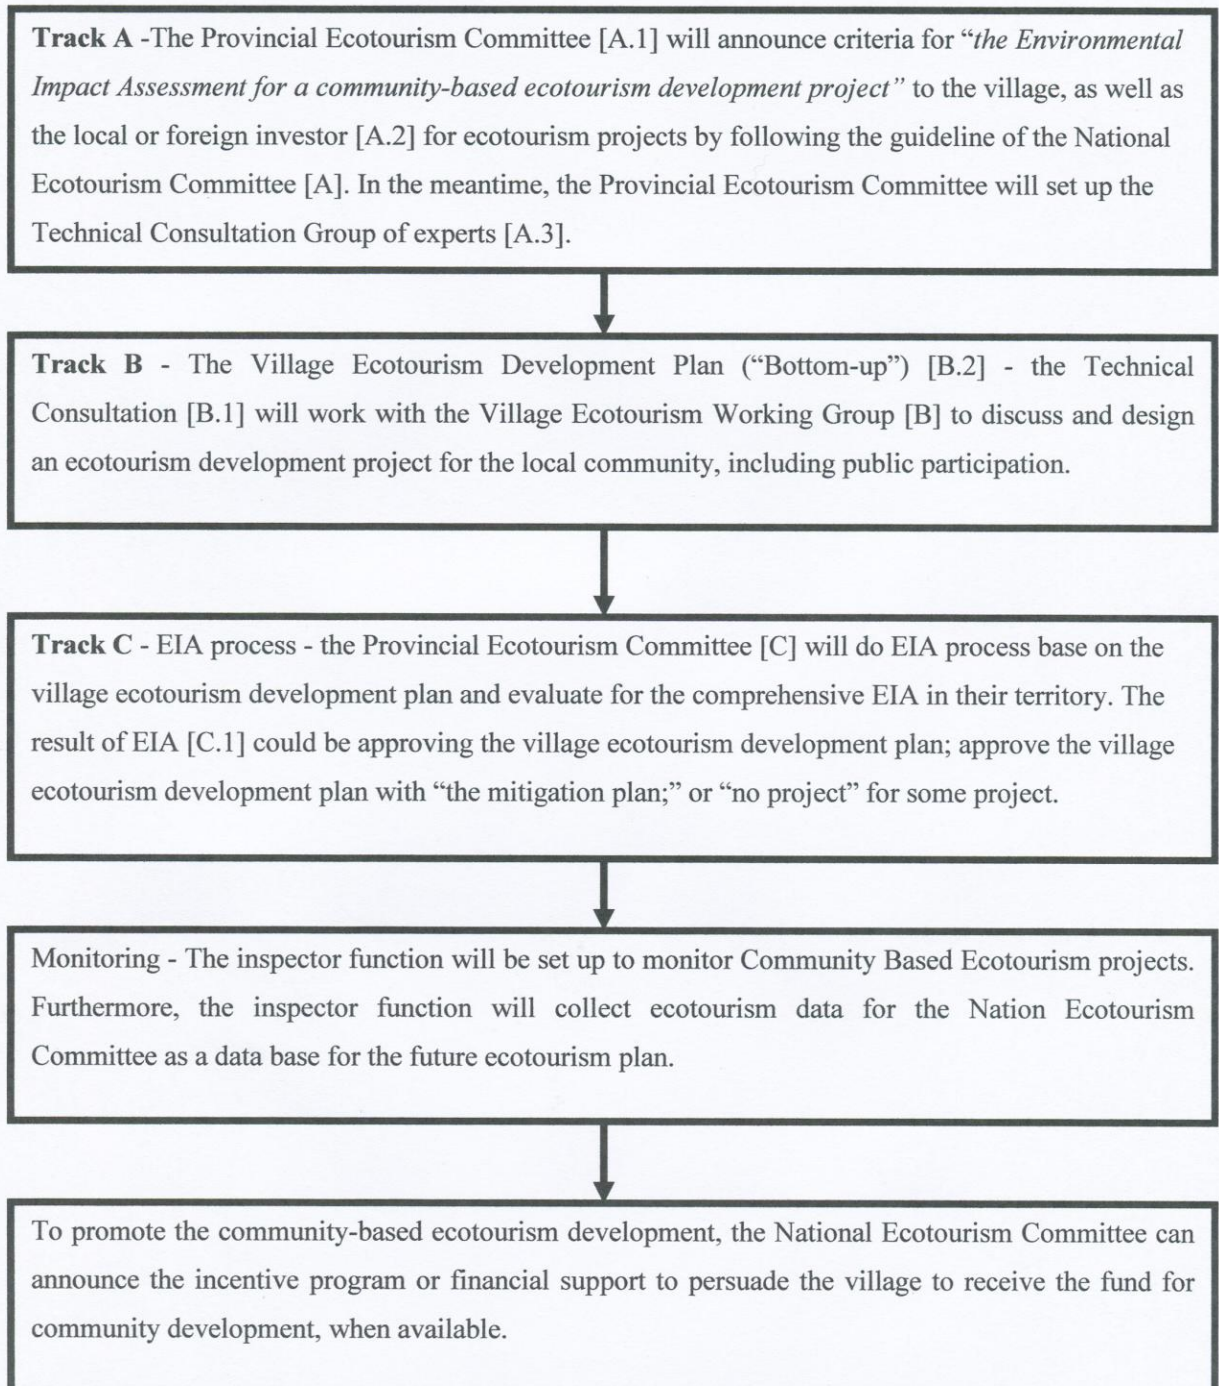 Track A -The Provincial Ecotourism Committee [A.1] will announce criteria for “the Environmental
Impact Assessment for a community-based ecotourism development project” to the village, as well as
the local or foreign investor [A.2] for ecotourism projects by following the guideline of the National
Ecotourism Committee [A]. In the meantime, the Provincial Ecotourism Committee will set up the
Technical Consultation Group of experts [A.3].
Track B - The Village Ecotourism Development Plan (“Bottom-up”) [B.2] - the Technical
Consultation [B.1] will work with the Village Ecotourism Working Group [B] to discuss and design
an ecotourism development project for the local community, including public participation.
Track C - EIA process - the Provincial Ecotourism Committee [C] will do EIA process base on the
village ecotourism development plan and evaluate for the comprehensive EIA in their territory. The
result of EIA [C.1] could be approving the village ecotourism development plan; approve the village
ecotourism development plan with “the mitigation plan;” or “no project” for some project.
Monitoring - The inspector function will be set up to monitor Community Based Ecotourism projects.
Furthermore, the inspector function will collect ecotourism data for the Nation Ecotourism
Committee as a data base for the future ecotourism plan.
To promote the community-based ecotourism development, the National Ecotourism Committee can
announce the incentive program or financial support to persuade the village to receive the fund for
community development, when available.